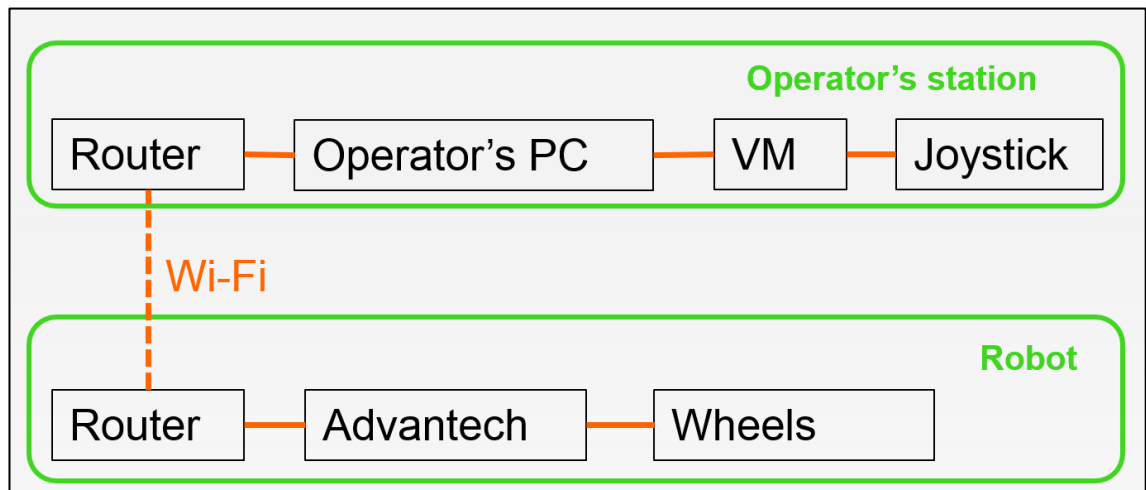 Operator’s station
Router
Operator’s PC
VM
Joystick
Wi-Fi
Robot
Router
Advantech
Wheels